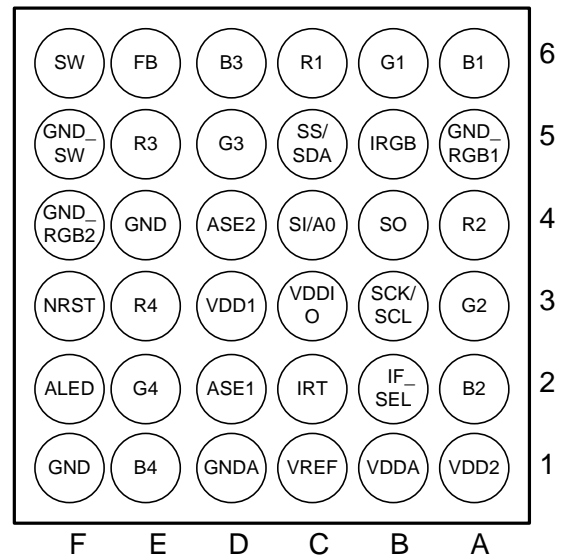 SW FB B3 R1 G1 B1 6
GND_
SW R3 G3 SS/
SDA IRGB GND_
RGB1 5
GND_
RGB2 GND ASE2 SI/A0 SO R2 4
NRST R4 VDD1 VDDI
O SCK/
SCL G2 3
ALED G4 ASE1 IRT IF_
SEL B2 2
GND B4 GNDA VREF VDDA VDD2 1
F E D C B A